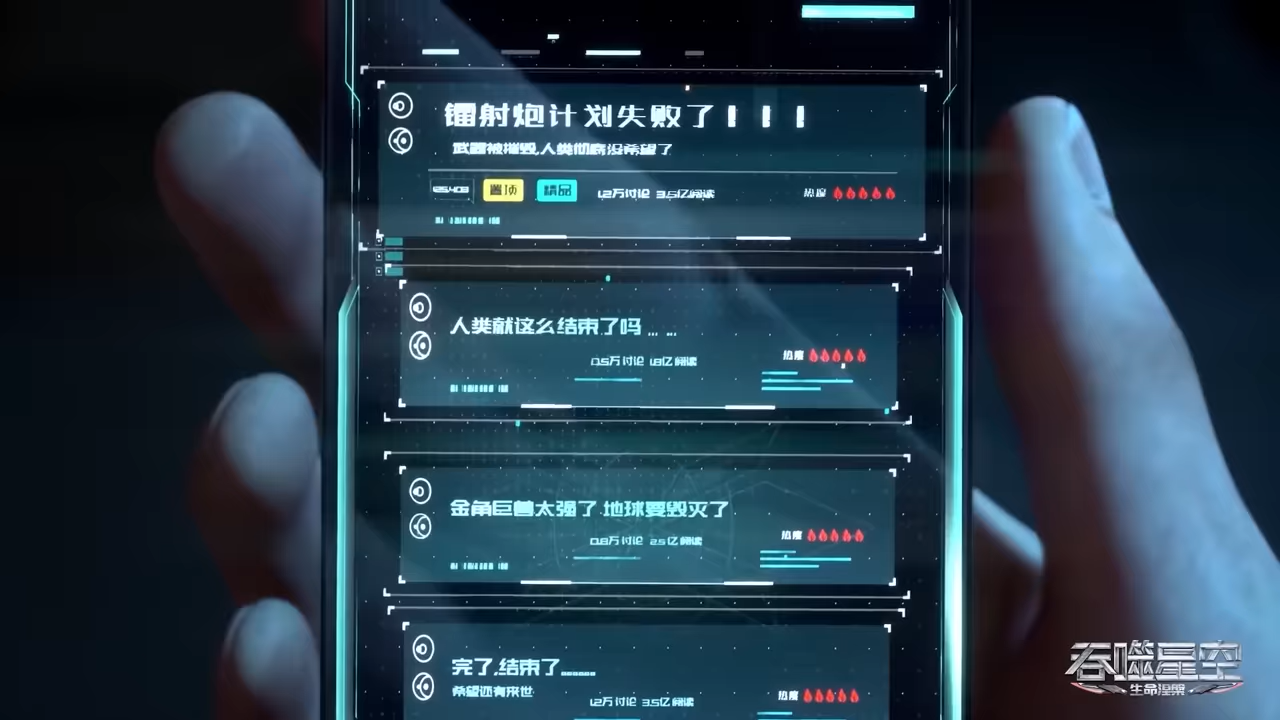 镭射炮计划失败了！！！
武器被摧毁,人类彻底没希望了
置顶 精品 1.2万讨论 3.5亿阅读 热度
人类就这么结束了吗... ...
0.5万讨论 1.8亿阅读 热度
金角巨兽太强了 地球要毁灭了
0.8万讨论 2.5亿阅读 热度
完了,结束了......
希望还有来世
1.2万讨论 3.5亿阅读 热度
吞噬星空
生命涅槃